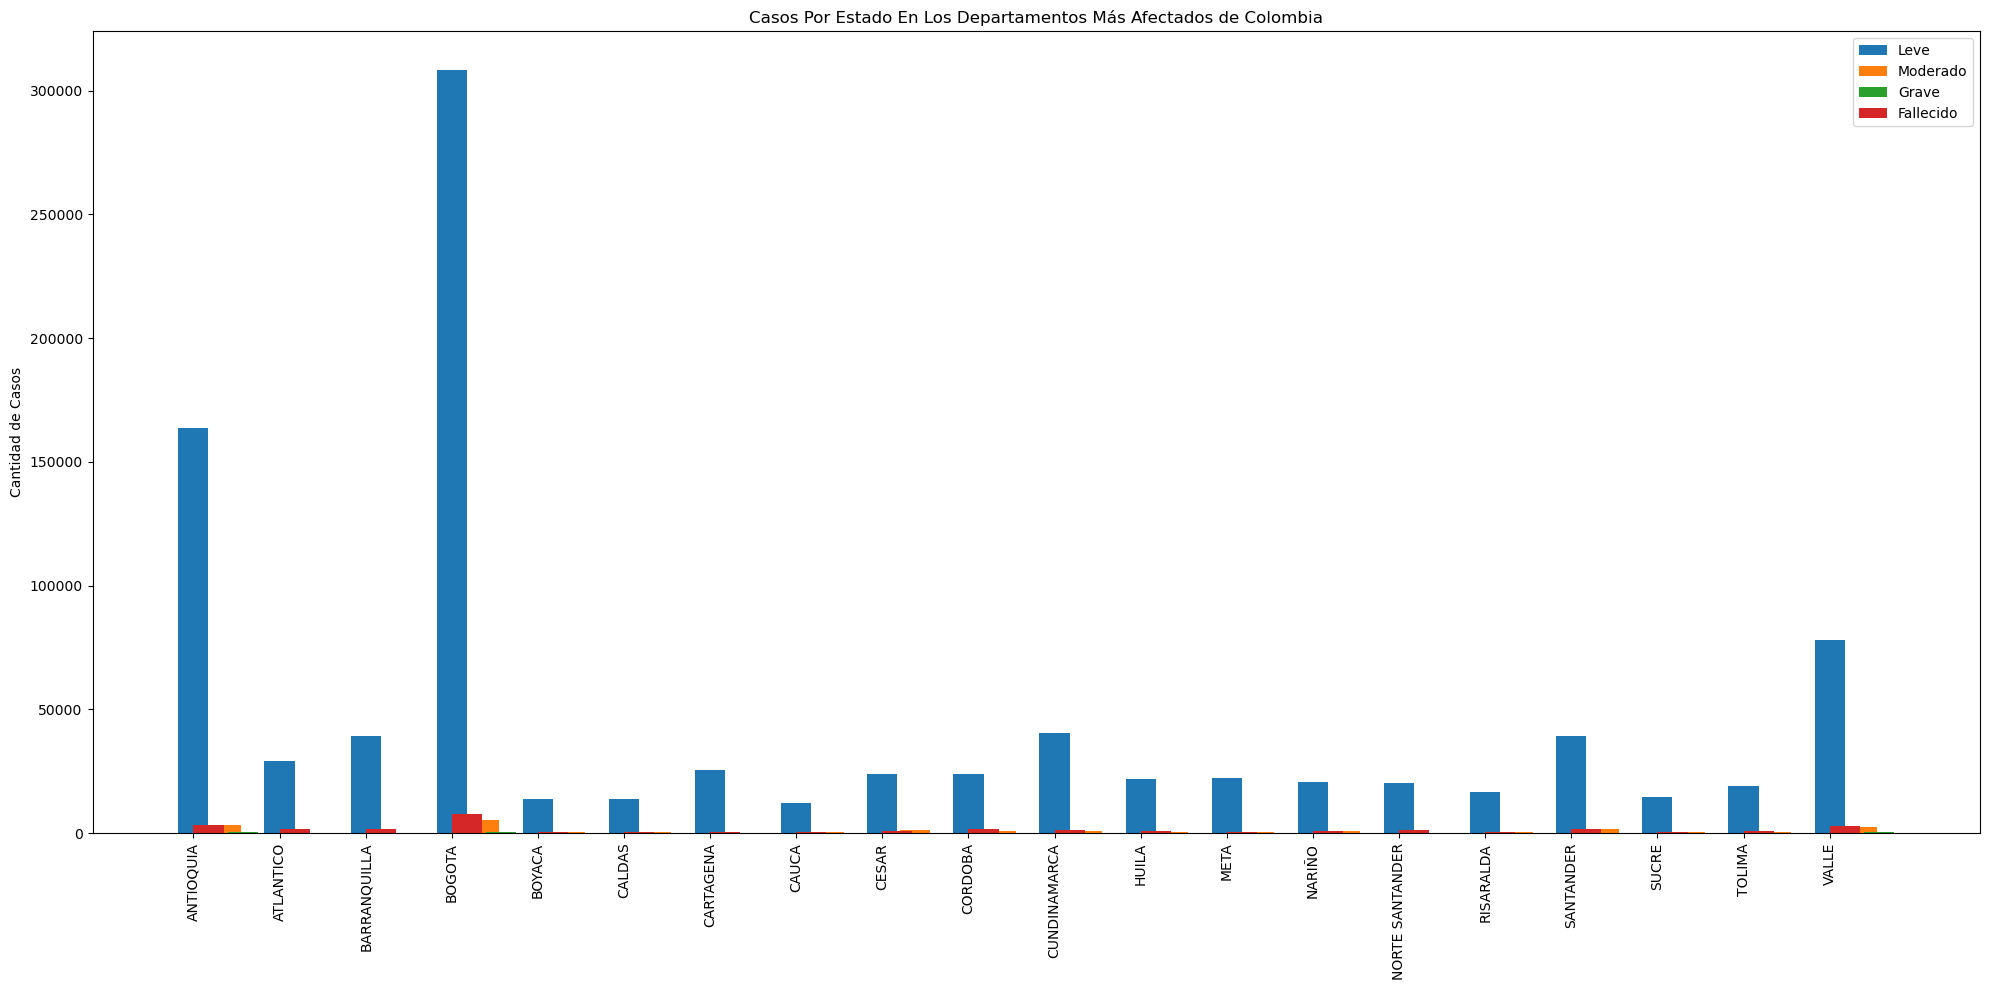 Casos Por Estado En Los Departamentos Más Afectados de Colombia
Leve
Moderado
Grave
Fallecido
Cantidad de Casos
300000
250000
200000
150000
100000
50000
0
ANTIOQUIA
ATLANTICO
BARRANQUILLA
BOGOTA
BOYACA
CALDAS
CARTAGENA
CAUCA
CESAR
CORDOBA
CUNDINAMARCA
HUILA
META
NARIÑO
NORTE SANTANDER
RISARALDA
SANTANDER
SUCRE
TOLIMA
VALLE